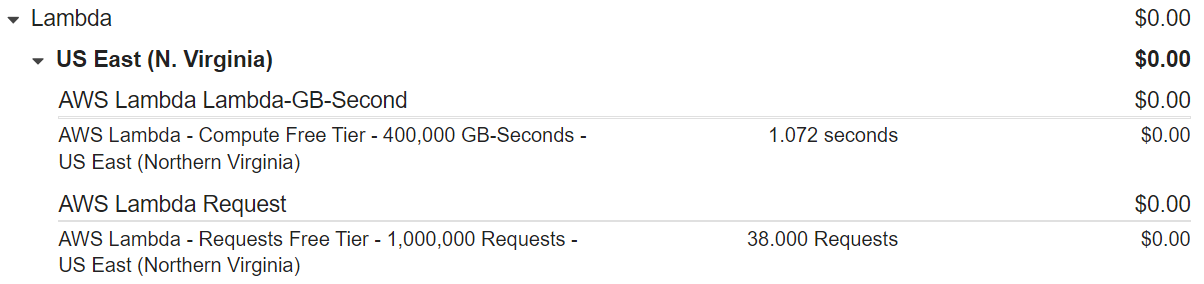 Lambda $0.00
US East (N. Virginia) $0.00
AWS Lambda Lambda-GB-Second $0.00
AWS Lambda - Compute Free Tier - 400,000 GB-Seconds - 1.072 seconds $0.00
US East (Northern Virginia)
AWS Lambda Request $0.00
AWS Lambda - Requests Free Tier - 1,000,000 Requests - 38.000 Requests $0.00
US East (Northern Virginia)